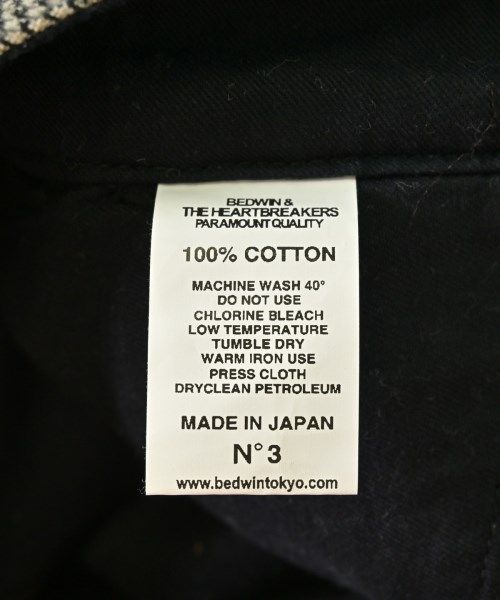 BEDWIN &
THE HEARTBREAKERS
PARAMOUNT QUALITY
100% COTTON
MACHINE WASH 40°
DO NOT USE
CHLORINE BLEACH
LOW TEMPERATURE
TUMBLE DRY
WARM IRON USE
PRESS CLOTH
DRYCLEAN PETROLEUM
MADE IN JAPAN
N° 3
www.bedwintokyo.com